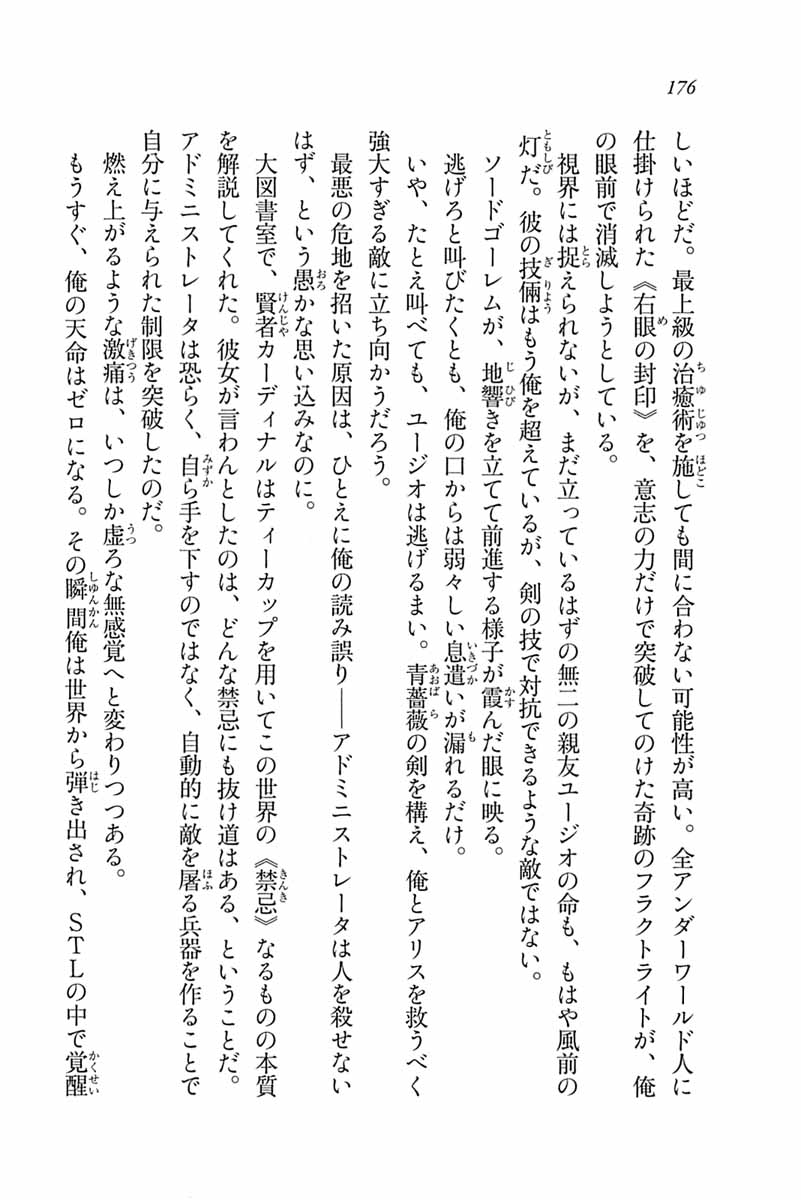 176
しいほどだ。最上級の治癒術を施しても間に合わない可能性が高い。全アンダーワールド人に
仕掛けられた《右眼の封印》を、意志の力だけで突破してのけた奇跡のフラクトライトが、俺
の眼前で消滅しようとしている。
視界には捉えられないが、まだ立っているはずの無二の親友ユージオの命も、もはや風前の
灯だ。彼の技倆はもう俺を超えているが、剣の技で対抗できるような敵ではない。
ソードゴーレムが、地響きを立てて前進する様子が霞んだ眼に映る。
逃げろと叫びたくとも、俺の口からは弱々しい息遣いが漏れるだけ。
いや、たとえ叫べても、ユージオは逃げるまい。青薔薇の剣を構え、俺とアリスを救うべく
強大すぎる敵に立ち向かうだろう。
最悪の危地を招いた原因は、ひとえに俺の読み誤り――アドミニストレータは人を殺せない
はず、という愚かな思い込みなのに。
大図書室で、賢者カーディナルはティーカップを用いてこの世界の《禁忌》なるものの本質
を解説してくれた。彼女が言わんとしたのは、どんな禁忌にも抜け道はある、ということだ。
アドミニストレータは恐らく、自ら手を下すのではなく、自動的に敵を屠る兵器を作ることで
自分に与えられた制限を突破したのだ。
燃え上がるような激痛は、いつしか虚ろな無感覚へと変わりつつある。
もうすぐ、俺の天命はゼロになる。その瞬間俺は世界から弾き出され、STLの中で覚醒